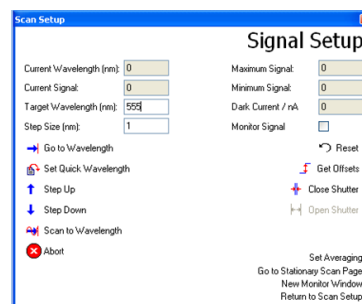 Scan Setup
Signal Setup
Current Wavelength (nm): 0
Maximum Signal: 0
Current Signal: 0
Minimum Signal: 0
Target Wavelength (nm): 555
Dark Current / nA 0
Step Size (nm): 1
Monitor Signal
Go to Wavelength
Reset
Set Quick Wavelength
Get Offsets
Step Up
Close Shutter
Step Down
Open Shutter
Scan to Wavelength
Abort
Set Averaging
Go to Stationary Scan Page
New Monitor Window
Return to Scan Setup